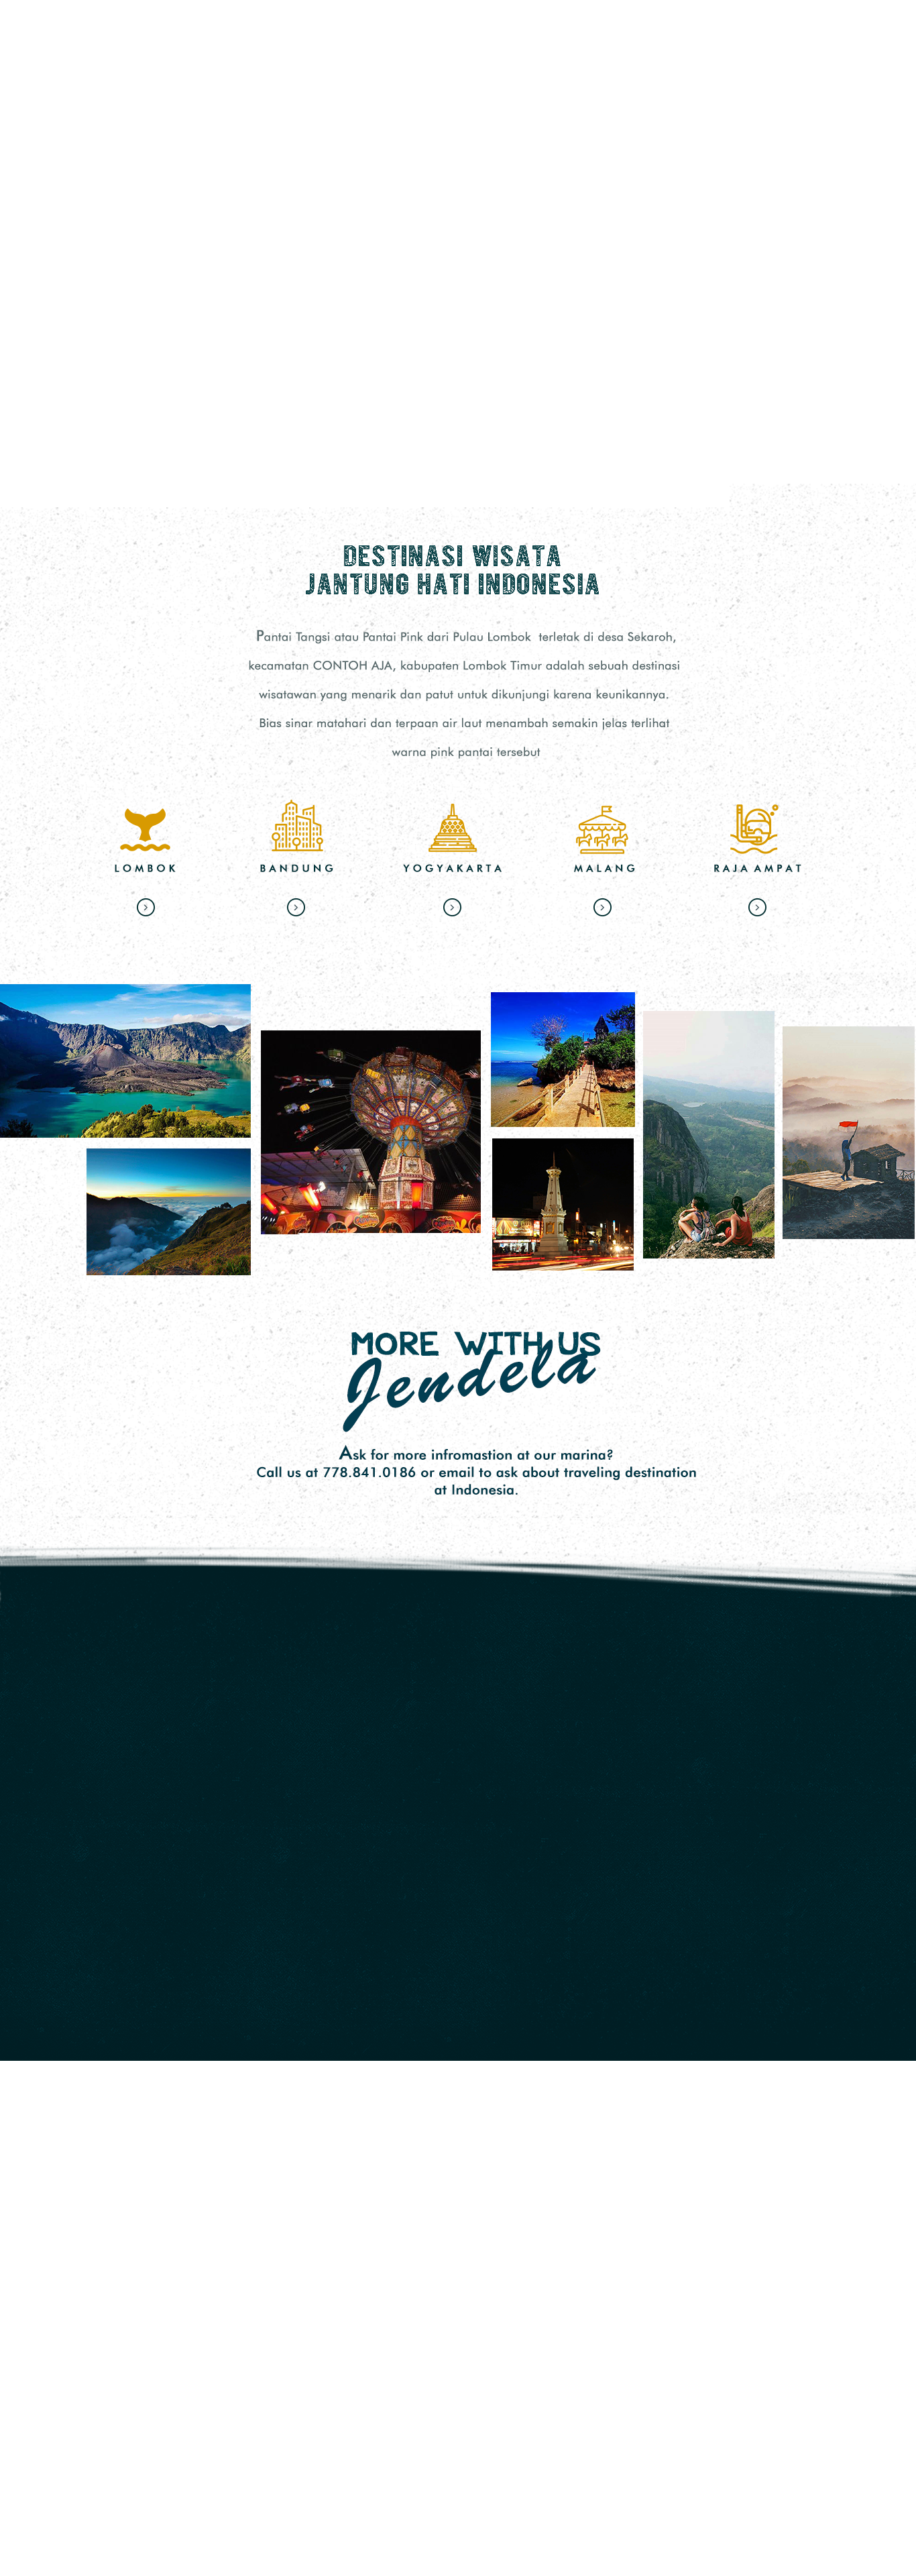 DESTINASI WISATA
JANTUNG HATI INDONESIA
Pantai Tangsi atau Pantai Pink dari Pulau Lombok terletak di desa Sekaroh,
kecamatan CONTOH AJA, kabupaten Lombok Timur adalah sebuah destinasi
wisatawan yang menarik dan patut untuk dikunjungi karena keunikannya.
Bias sinar matahari dan terpaan air laut menambah semakin jelas terlihat
warna pink pantai tersebut
LOMBOK
BANDUNG
YOGYAKARTA
MALANG
RAJA AMPAT
MORE WITH US
Jendela
Ask for more infromastion at our marina?
Call us at 778.841.0186 or email to ask about traveling destination
at Indonesia.